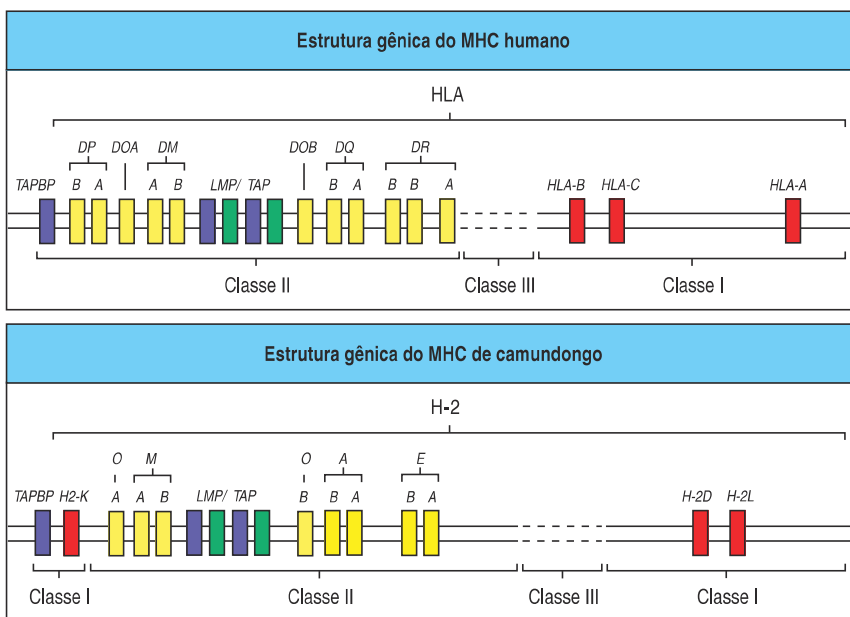 Estrutura gênica do MHC humano
HLA
DP DOA DM DOB DQ DR
TAPBP B A A B LMP/ TAP B A B B A HLA-B HLA-C HLA-A
Classe II Classe III Classe I
Estrutura gênica do MHC de camundongo
H-2
O M O A E
TAPBP H2-K A A B LMP/ TAP B B A B A H-2D H-2L
Classe I Classe II Classe III Classe I